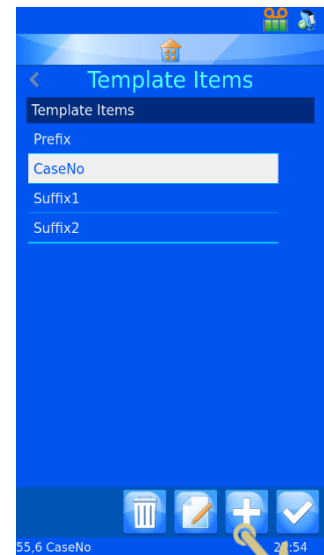 Template Items
Template Items
Prefix
CaseNo
Suffix1
Suffix2
55,6 CaseNo